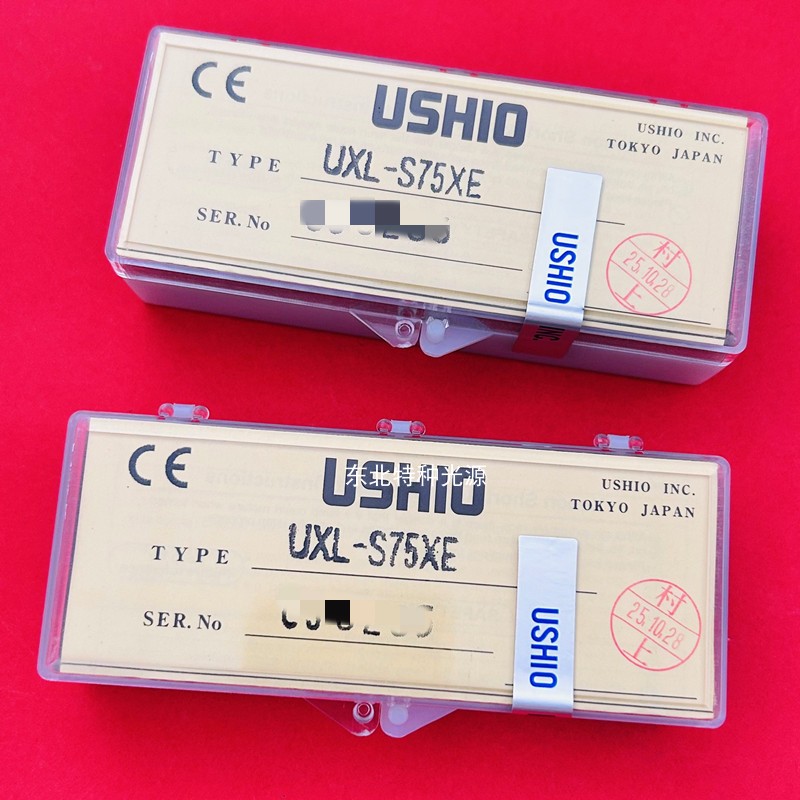 CE
USHIO
USHIO INC.
TOKYO JAPAN
TYPE UXL-S75XE
SER. No
USHIO
INC.
村
25.10.28
上
CE
USHIO
东北特种光源
USHIO INC.
TOKYO JAPAN
TYPE UXL-S75XE
SER. No
USHIO
村
25.10.28
上